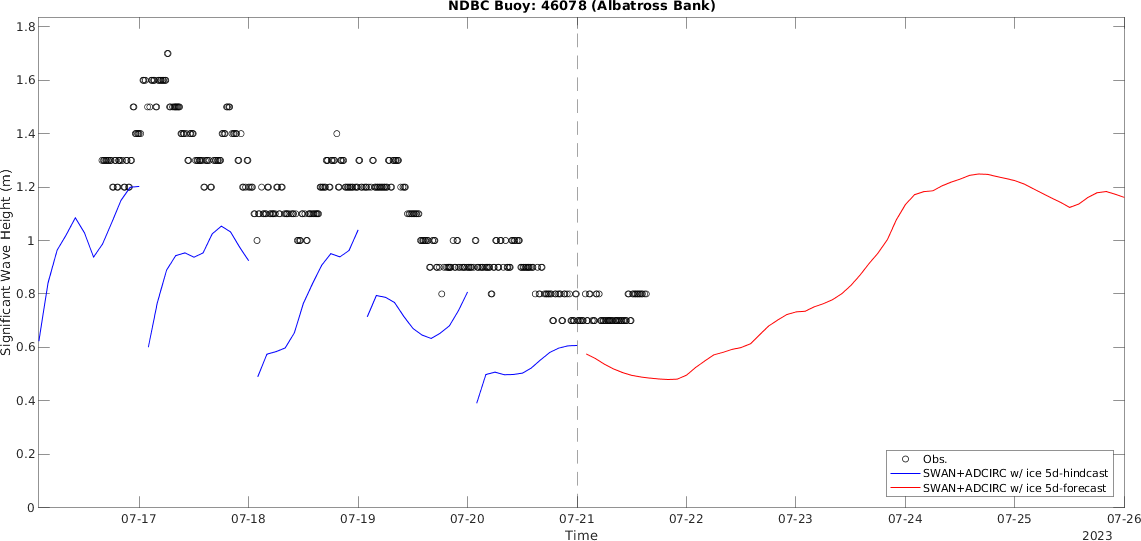 NDBC Buoy: 46078 (Albatross Bank)
Significant Wave Height (m)
1.8
1.6
1.4
1.2
1
0.8
0.6
0.4
0.2
0
Obs.
SWAN+ADCIRC w/ ice 5d-hindcast
SWAN+ADCIRC w/ ice 5d-forecast
07-17 07-18 07-19 07-20 07-21 07-22 07-23 07-24 07-25 07-26
Time
2023